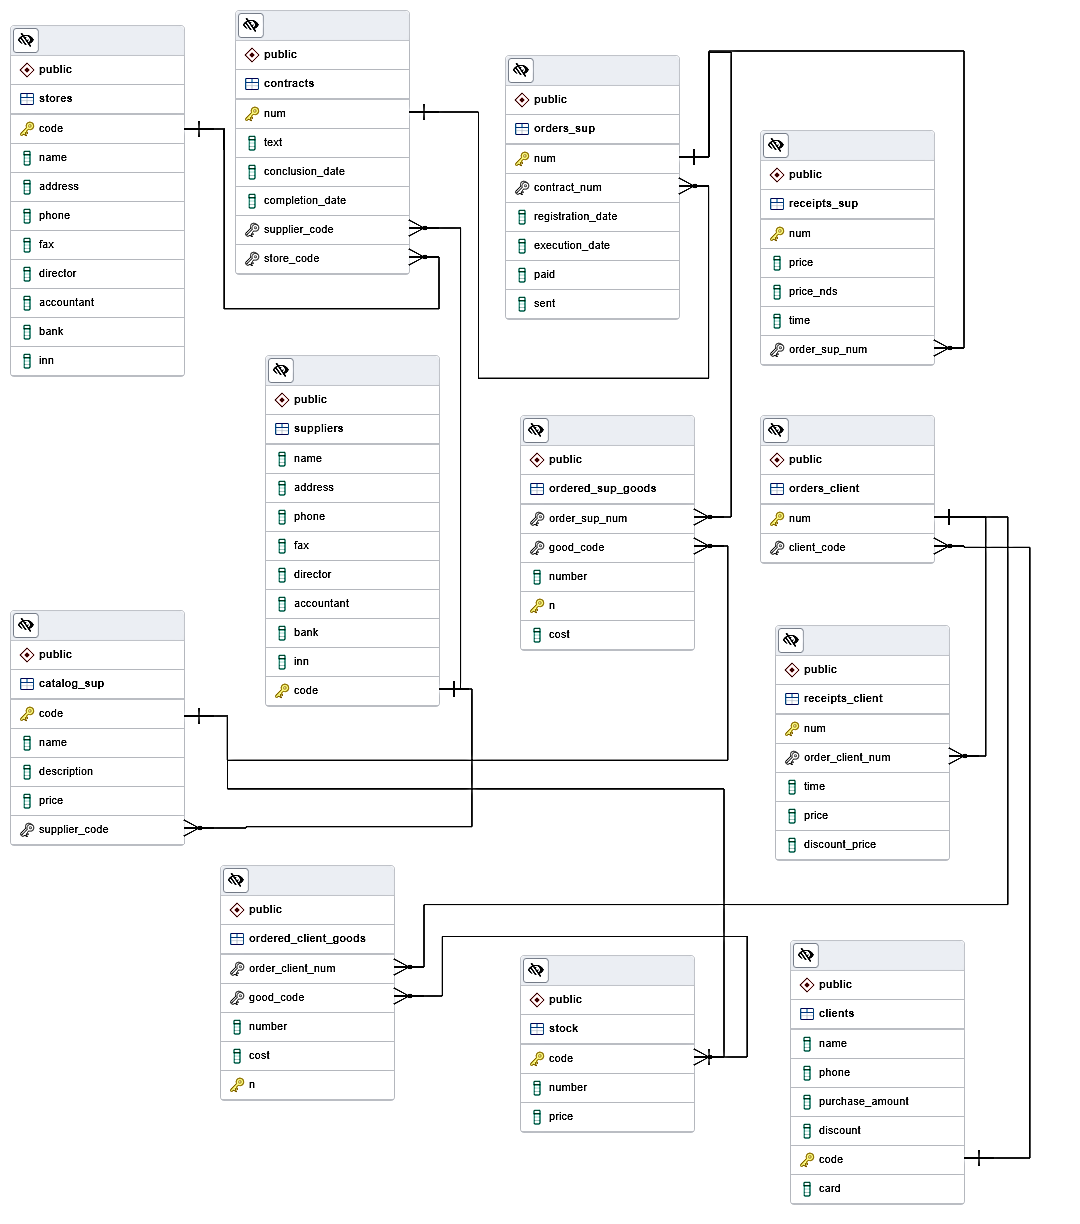 public
stores
code
name
address
phone
fax
director
accountant
bank
inn
public
contracts
num
text
conclusion_date
completion_date
supplier_code
store_code
public
orders_sup
num
contract_num
registration_date
execution_date
paid
sent
public
receipts_sup
num
price
price_nds
time
order_sup_num
public
suppliers
name
address
phone
fax
director
accountant
bank
inn
code
public
ordered_sup_goods
order_sup_num
good_code
number
n
cost
public
orders_client
num
client_code
public
catalog_sup
code
name
description
price
supplier_code
public
receipts_client
num
order_client_num
time
price
discount_price
public
ordered_client_goods
order_client_num
good_code
number
cost
n
public
stock
code
number
price
public
clients
name
phone
purchase_amount
discount
code
card